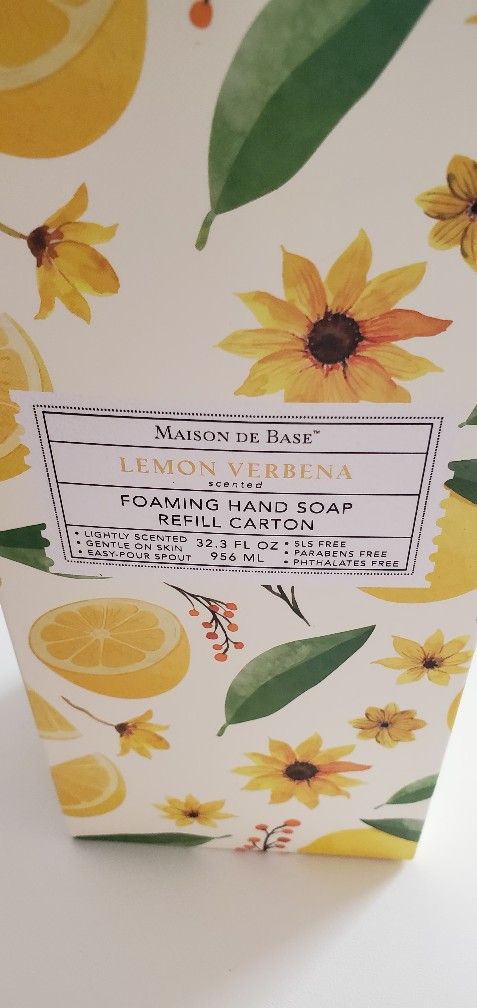 MAISON DE BASE™
LEMON VERBENA
scented
FOAMING HAND SOAP
REFILL CARTON
• LIGHTLY SCENTED
• GENTLE ON SKIN
• EASY-POUR SPOUT
32.3 FL OZ
956 ML
• SLS FREE
• PARABENS FREE
• PHTHALATES FREE